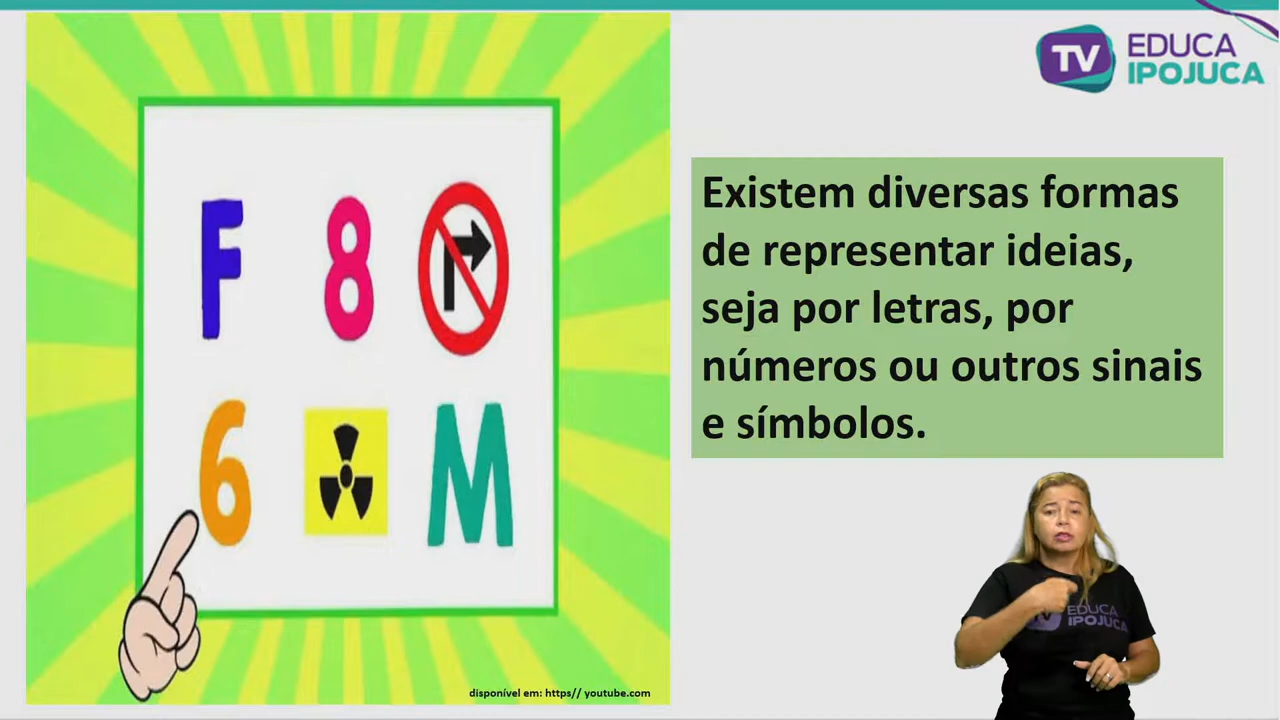 TV EDUCA
IPOJUCA
F 8
6 M
Existem diversas formas
de representar ideias,
seja por letras, por
números ou outros sinais
e símbolos.
TV EDUCA
IPOJUCA
disponível em: https// youtube.com